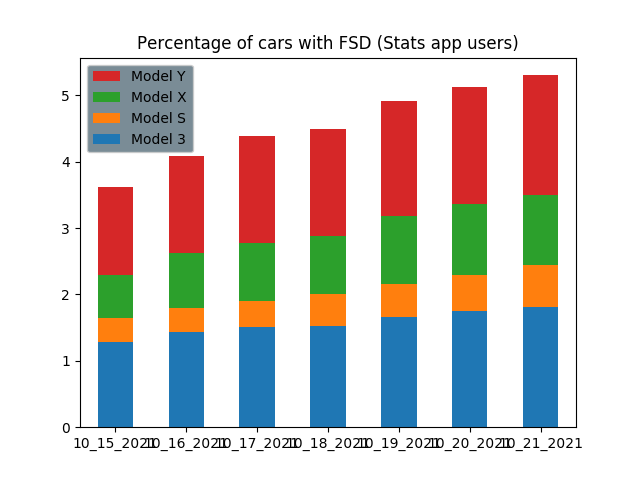 Percentage of cars with FSD (Stats app users)
Model Y
Model X
Model S
Model 3
5
4
3
2
1
0
10_15_2021 10_16_2021 10_17_2021 10_18_2021 10_19_2021 10_20_2021 10_21_2021